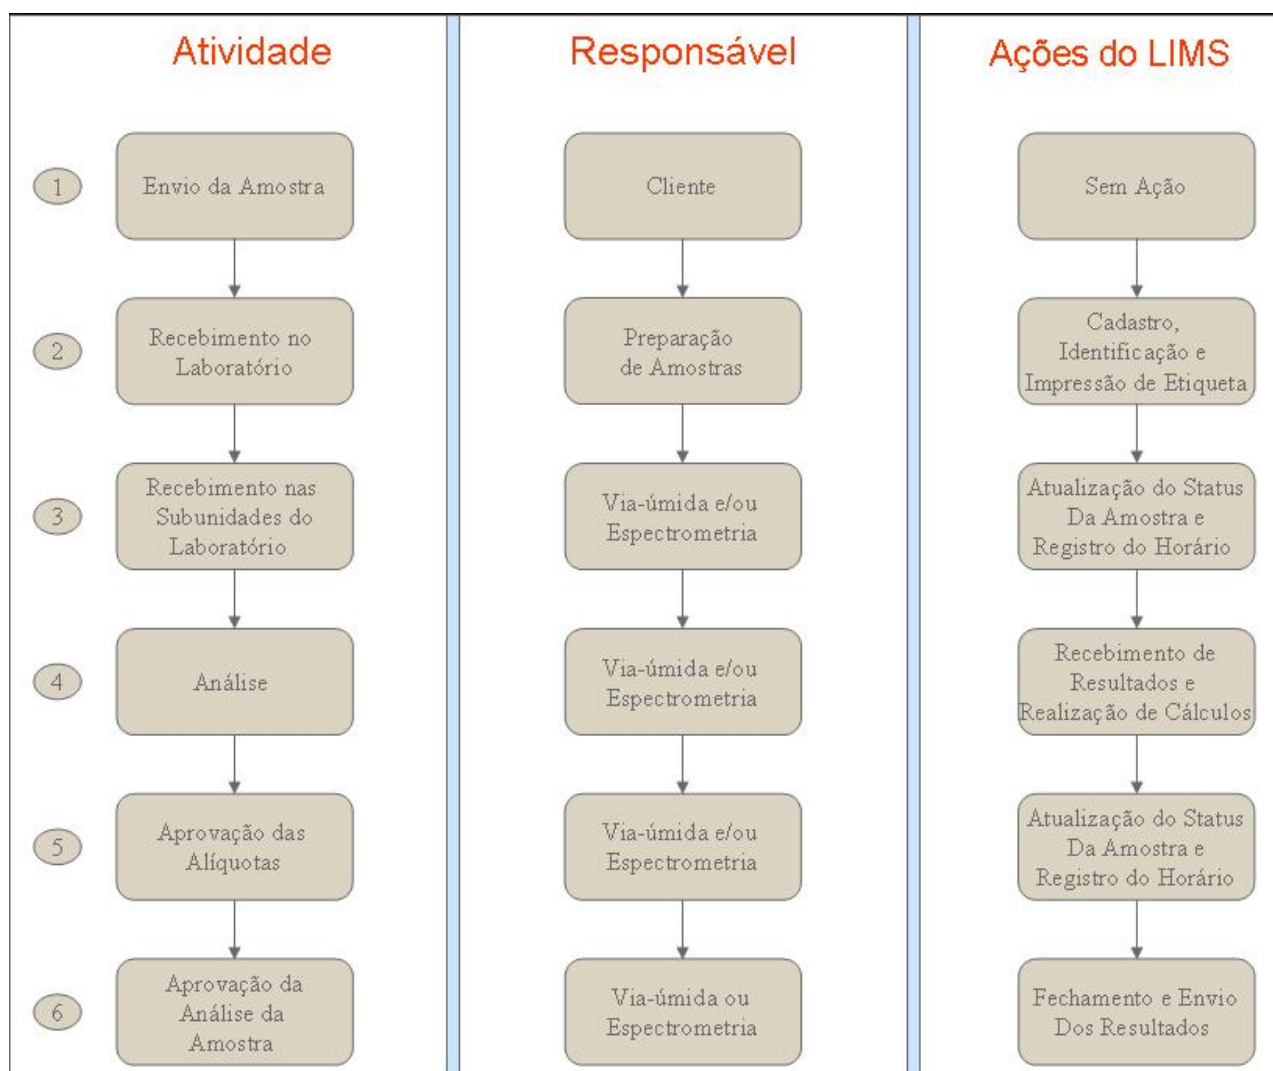 Atividade
Responsável
Ações do LIMS
1
Envio da Amostra
Cliente
Sem Ação
2
Recebimento no
Laboratório
Preparação
de Amostras
Cadastro,
Identificação e
Impressão de Etiqueta
3
Recebimento nas
Subunidades do
Laboratório
Via-úmida e/ou
Espectrometria
Atualização do Status
Da Amostra e
Registro do Horário
4
Análise
Via-úmida e/ou
Espectrometria
Recebimento de
Resultados e
Realização de Cálculos
5
Aprovação das
Alíquotas
Via-úmida e/ou
Espectrometria
Atualização do Status
Da Amostra e
Registro do Horário
6
Aprovação da
Análise da
Amostra
Via-úmida ou
Espectrometria
Fechamento e Envio
Dos Resultados